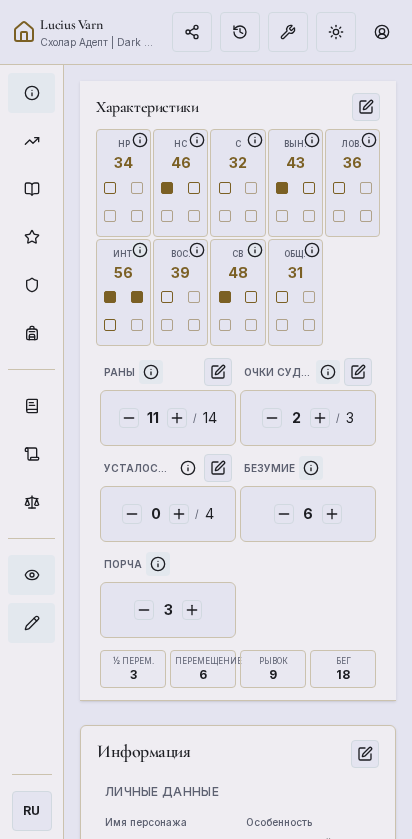 Lucius Varn
Схолар Адепт | Dark ...
Характеристики
НР НС С ВЫН. ЛОВ.
34 46 32 43 36
ИНТ ВОС. СВ ОБЩ.
56 39 48 31
РАНЫ ОЧКИ СУД...
11 / 14 2 / 3
УСТАЛОС... БЕЗУМИЕ
0 / 4 6
ПОРЧА
3
½ ПЕРЕМ. ПЕРЕМЕЩЕНИЕ РЫВОК БЕГ
3 6 9 18
Информация
ЛИЧНЫЕ ДАННЫЕ
Имя персонажа Особенность
RU